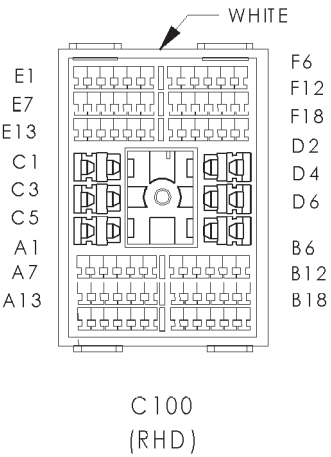 WHITE
E1
E7
E13
C1
C3
C5
A1
A7
A13
F6
F12
F18
D2
D4
D6
B6
B12
B18
C100
(RHD)